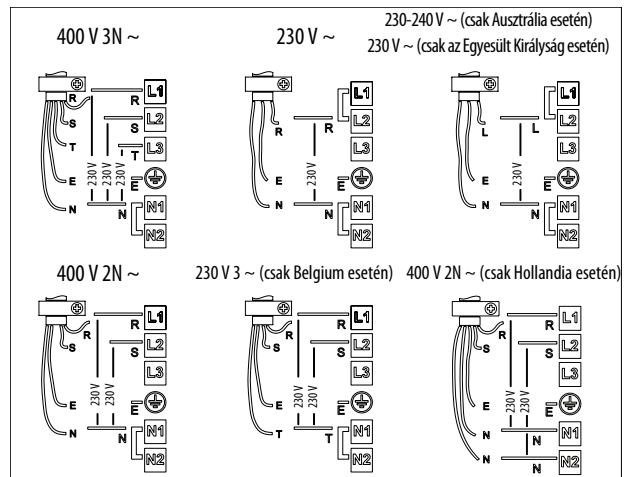 400 V 3N ~
R
S
T
E
N
R
S
T
E
N
230 V
230 V
230 V
L1
L2
L3
N1
N2
230 V ~
R
E
N
R
E
N
230 V
L1
L2
L3
N1
N2
230-240 V ~ (csak Ausztrália esetén)
230 V ~ (csak az Egyesült Királyság esetén)
L
E
N
L
E
N
230 V
L1
L2
L3
N1
N2
400 V 2N ~
R
S
E
N
R
S
E
N
230 V
230 V
L1
L2
L3
N1
N2
230 V 3 ~ (csak Belgium esetén)
R
S
E
T
R
S
E
T
230 V
230 V
L1
L2
L3
N1
N2
400 V 2N ~ (csak Hollandia esetén)
R
S
E
N
N
R
S
E
N
N
230 V
230 V
L1
L2
L3
N1
N2